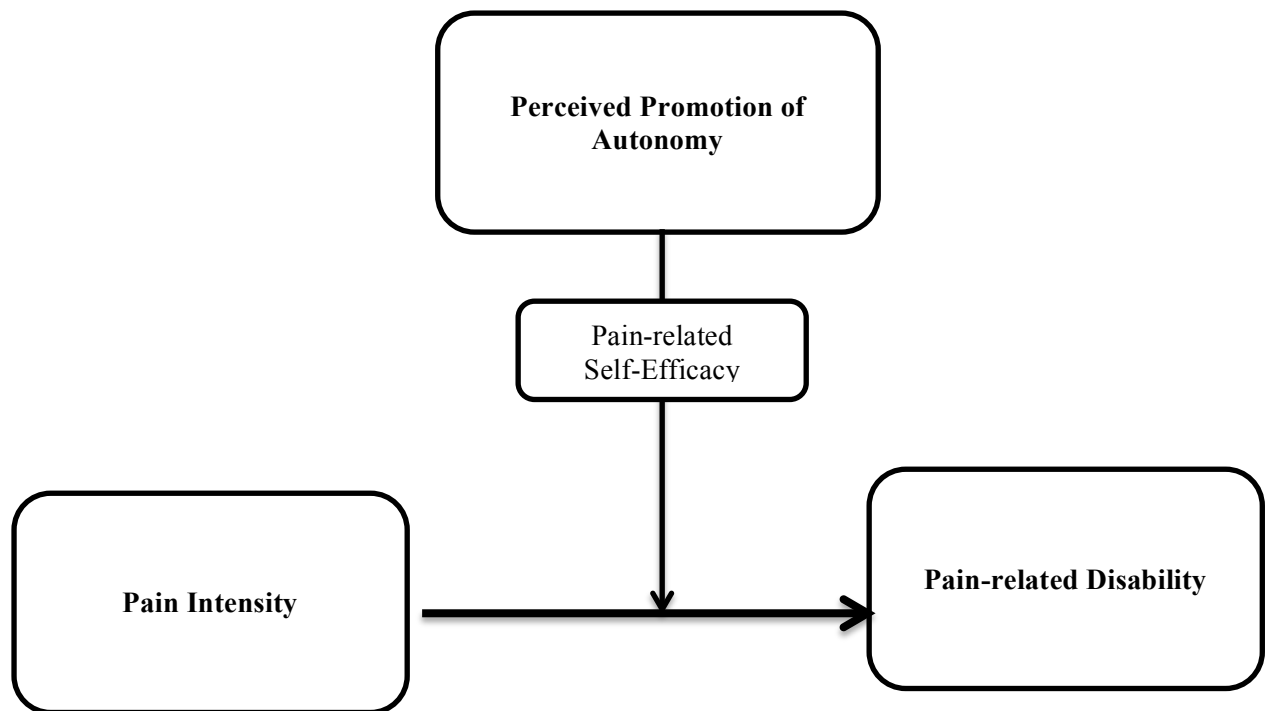 Perceived Promotion of
Autonomy
Pain-related
Self-Efficacy
Pain Intensity
Pain-related Disability